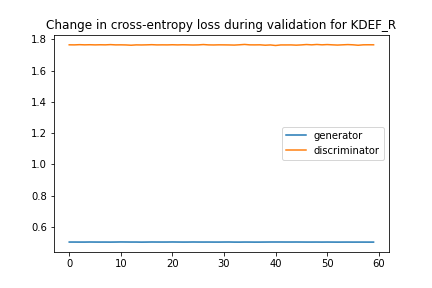 Change in cross-entropy loss during validation for KDEF_R
1.8
1.6
1.4
1.2
1.0
0.8
0.6
generator
discriminator
0 10 20 30 40 50 60